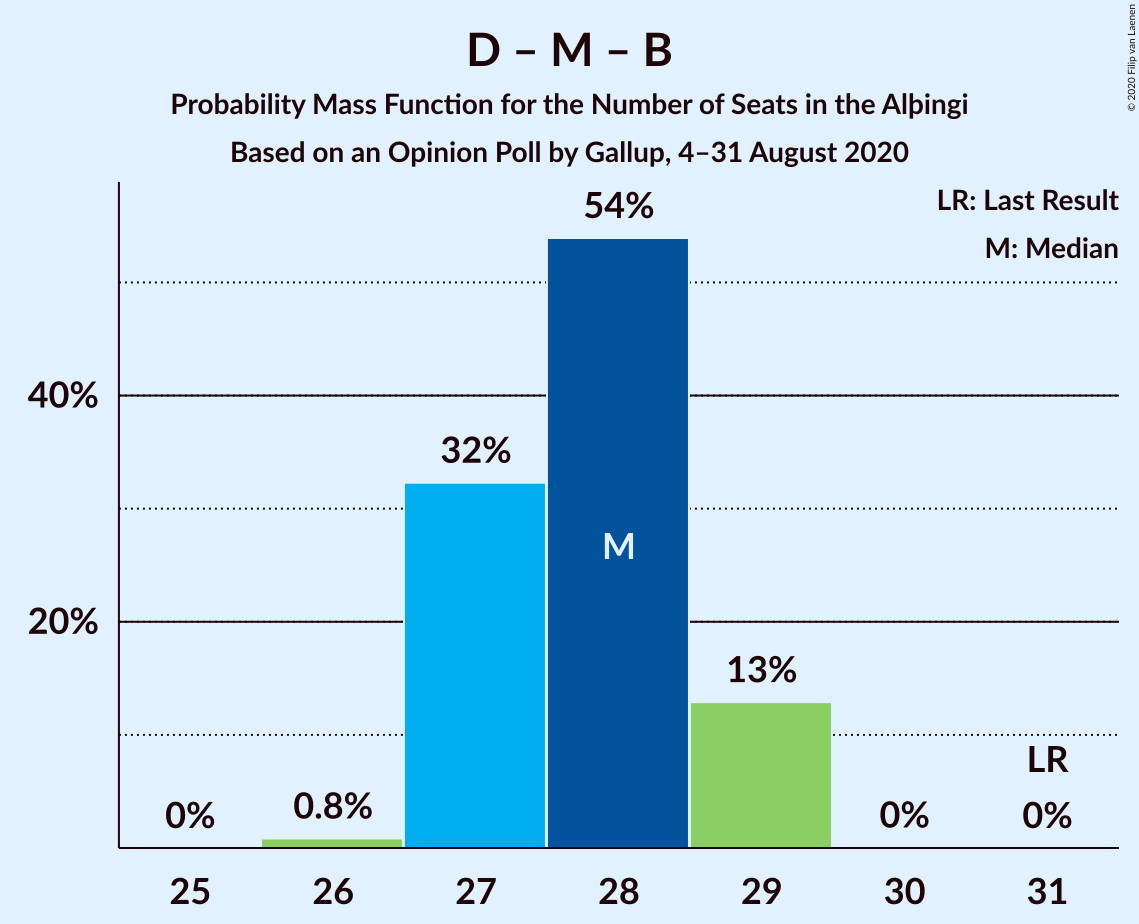 D – M – B
Probability Mass Function for the Number of Seats in the Alþingi
Based on an Opinion Poll by Gallup, 4–31 August 2020
© 2020 Filip van Laenen
LR: Last Result
M: Median
54%
40%
32%
M
20%
13%
LR
0%
0.8%
0%
0%
25
26
27
28
29
30
31